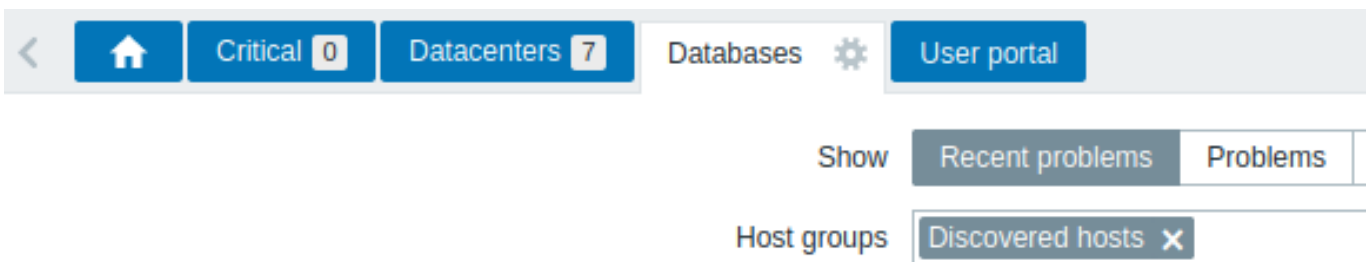 Critical 0 Datacenters 7 Databases User portal
Show Recent problems Problems
Host groups Discovered hosts